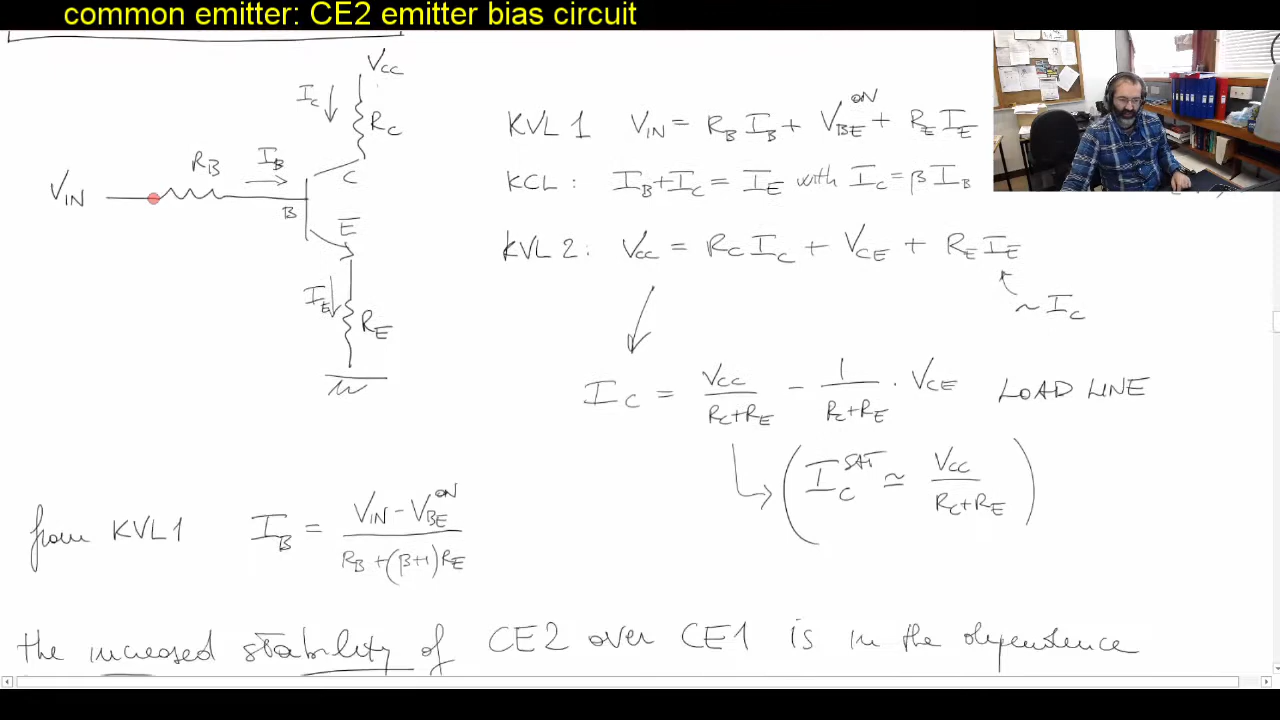 common emitter: CE2 emitter bias circuit
VCC
IC
RC
RB
IB
VIN
C
B
E
IE
RE
KVL 1 VIN = RB IB + VBE^ON + RE IE
KCL: IB + IC = IE with IC = β IB
KVL 2: VCC = RC IC + VCE + RE IE
~ IC
IC = VCC/(RC+RE) - 1/(RC+RE) · VCE LOAD LINE
(IC^SAT ≃ VCC/(RC+RE))
from KVL1 IB = (VIN - VBE^ON)/(RB + (β+1)RE)
the increased stability of CE2 over CE1 is in the dependence